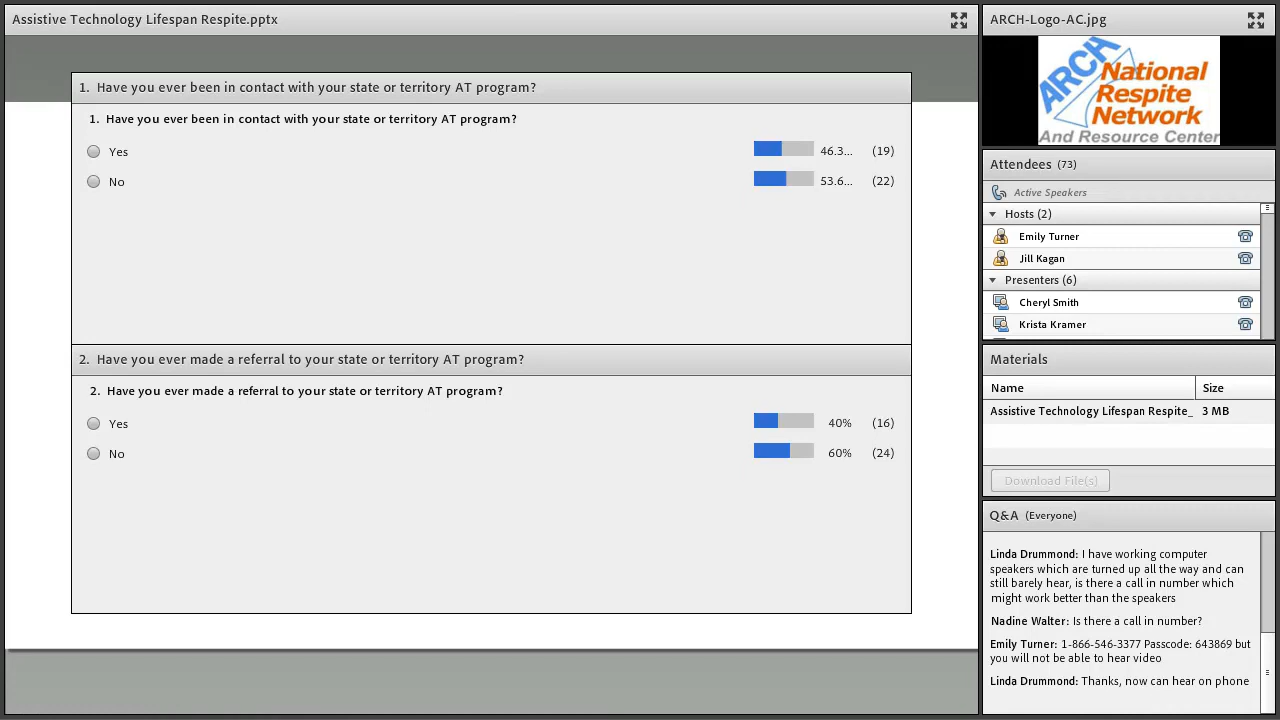 Assistive Technology Lifespan Respite.pptx
1. Have you ever been in contact with your state or territory AT program?
1. Have you ever been in contact with your state or territory AT program?
Yes 46.3... (19)
No 53.6... (22)
2. Have you ever made a referral to your state or territory AT program?
2. Have you ever made a referral to your state or territory AT program?
Yes 40% (16)
No 60% (24)
ARCH-Logo-AC.jpg
ARCH
National
Respite
Network
And Resource Center
Attendees (73)
Active Speakers
Hosts (2)
Emily Turner
Jill Kagan
Presenters (6)
Cheryl Smith
Krista Kramer
Materials
Name Size
Assistive Technology Lifespan Respite_ 3 MB
Download File(s)
Q&A (Everyone)
Linda Drummond: I have working computer
speakers which are turned up all the way and can
still barely hear, is there a call in number which
might work better than the speakers
Nadine Walter: Is there a call in number?
Emily Turner: 1-866-546-3377 Passcode: 643869 but
you will not be able to hear video
Linda Drummond: Thanks, now can hear on phone